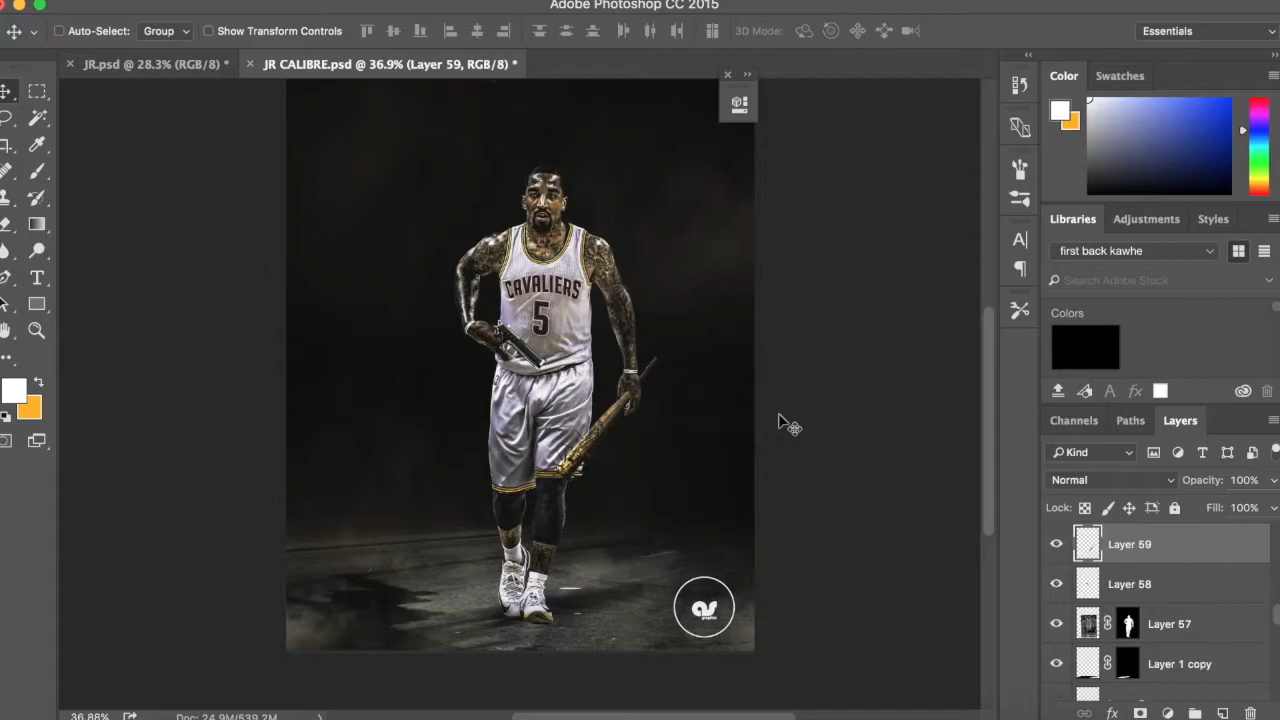 Adobe Photoshop CC 2015
Auto-Select: Group Show Transform Controls 3D Mode: Essentials
JR.psd @ 28.3% (RGB/8) * JR CALIBRE.psd @ 36.9% (Layer 59, RGB/8) *
Color Swatches
CAVALIERS
5
Libraries Adjustments Styles
first back kawhe
Search Adobe Stock
Colors
Channels Paths Layers
Kind
Normal Opacity: 100%
Lock: Fill: 100%
Layer 59
Layer 58
Layer 57
Layer 1 copy
graphics
36.88% Doc: 24.9M/539.2M